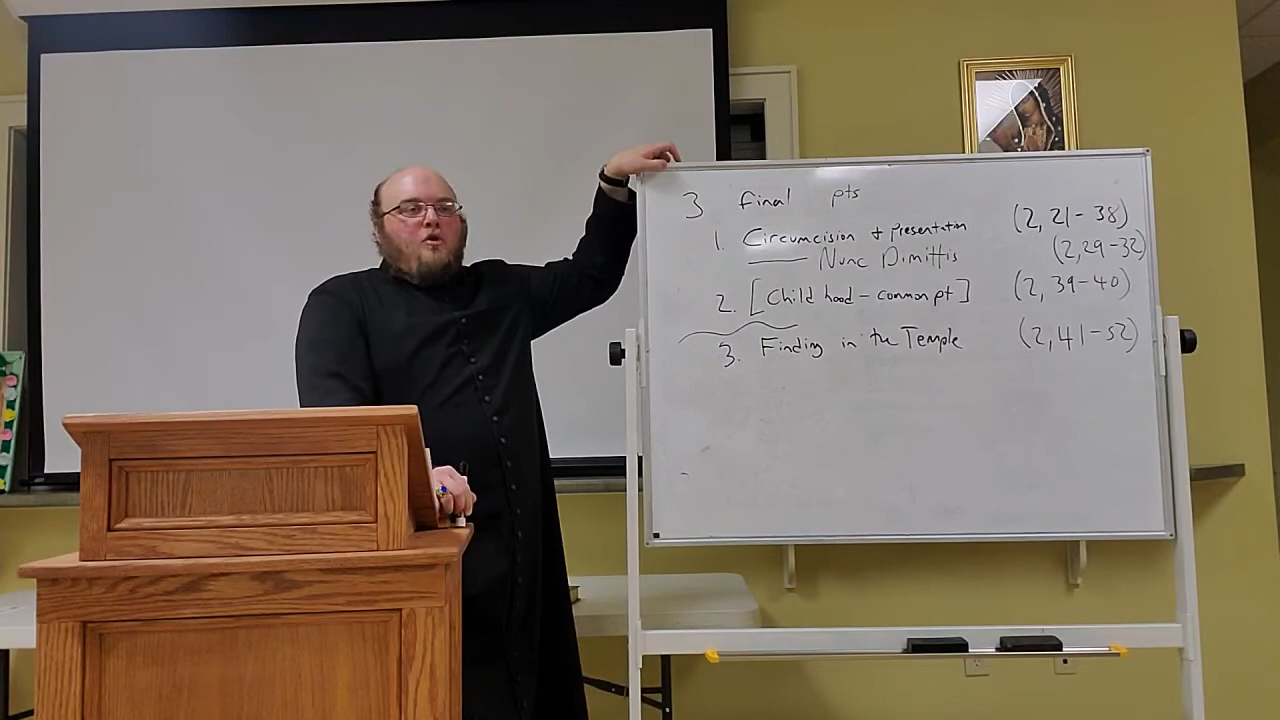 3 final pts
1. Circumcision + presentation (2, 21-38)
Nunc Dimittis (2, 29-32)
2. [Child hood - common pt] (2, 39-40)
3. Finding in the Temple (2, 41-52)